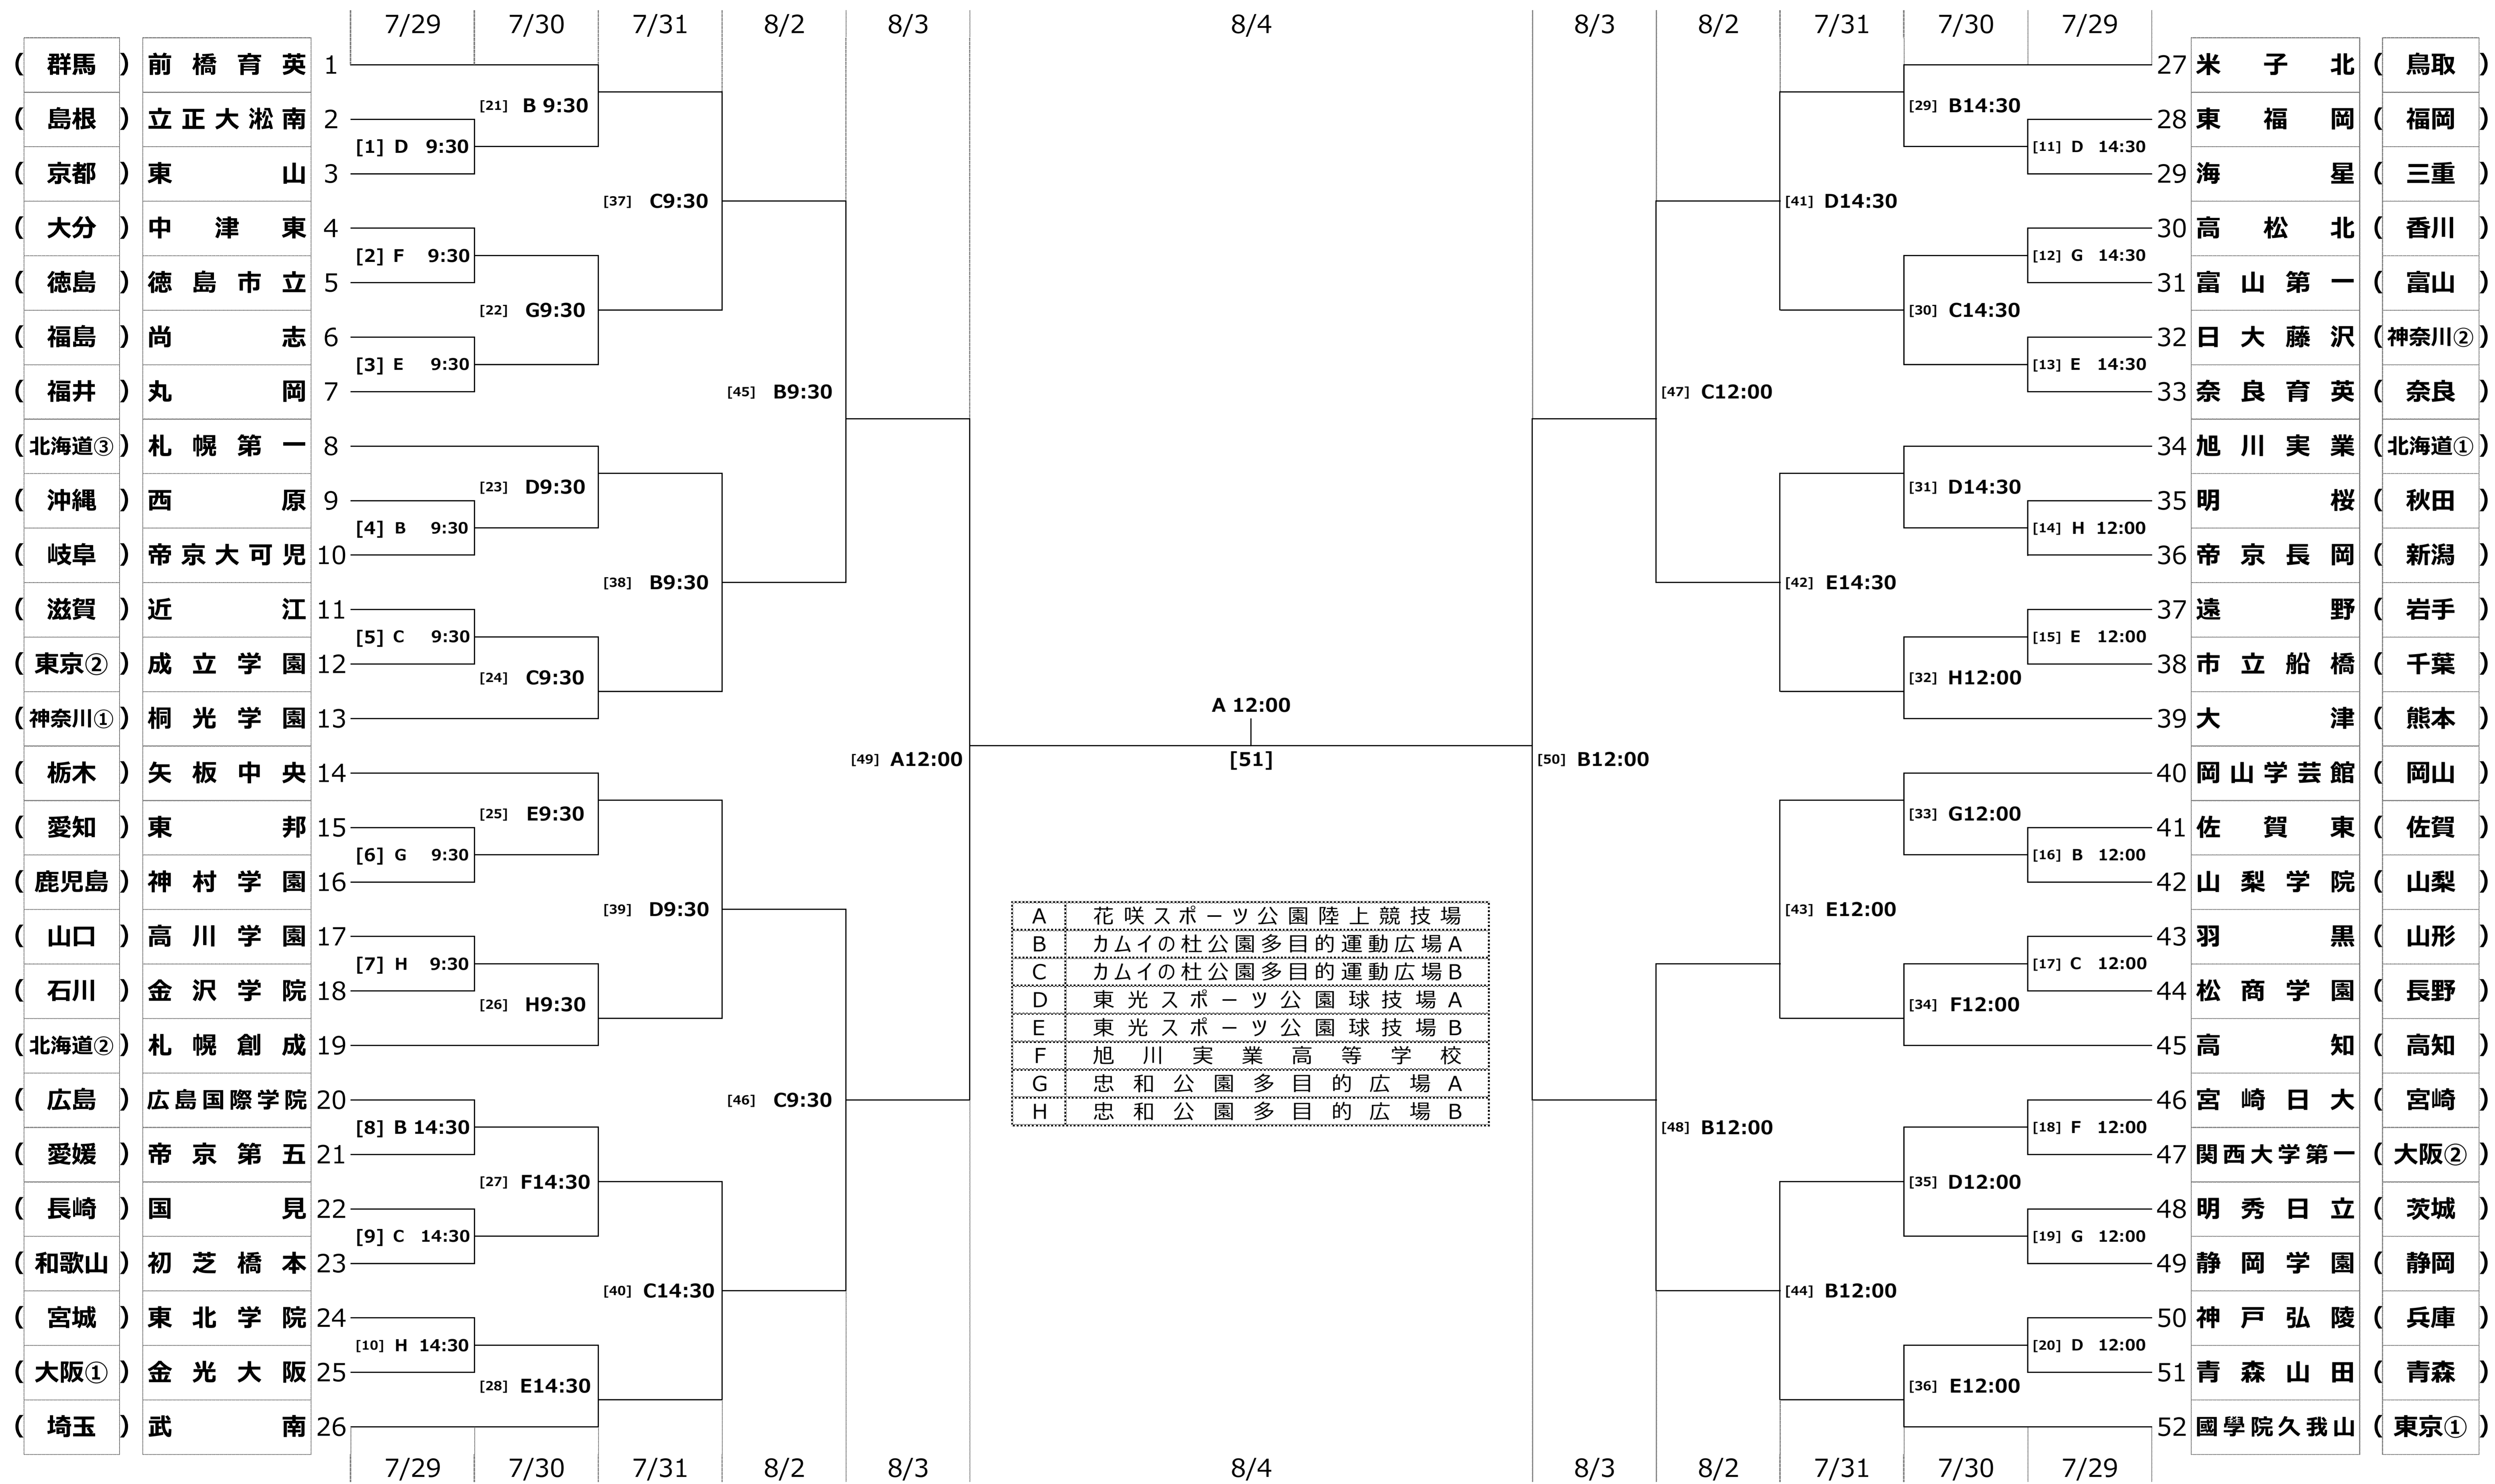 7/29 7/30 7/31 8/2 8/3 8/4 8/3 8/2 7/31 7/30 7/29
(群馬) 前橋育英 1
(島根) 立正大淞南 2
(京都) 東山 3
(大分) 中津東 4
(徳島) 徳島市立 5
(福島) 尚志 6
(福井) 丸岡 7
(北海道③) 札幌第一 8
(沖縄) 西原 9
(岐阜) 帝京大可児 10
(滋賀) 近江 11
(東京②) 成立学園 12
(神奈川①) 桐光学園 13
(栃木) 矢板中央 14
(愛知) 東邦 15
(鹿児島) 神村学園 16
(山口) 高川学園 17
(石川) 金沢学院 18
(北海道②) 札幌創成 19
(広島) 広島国際学院 20
(愛媛) 帝京第五 21
(長崎) 国見 22
(和歌山) 初芝橋本 23
(宮城) 東北学院 24
(大阪①) 金光大阪 25
(埼玉) 武南 26
[1] D 9:30
[2] F 9:30
[3] E 9:30
[4] B 9:30
[5] C 9:30
[6] G 9:30
[7] H 9:30
[8] B 14:30
[9] C 14:30
[10] H 14:30
[21] B 9:30
[22] G9:30
[23] D9:30
[24] C9:30
[25] E9:30
[26] H9:30
[27] F14:30
[28] E14:30
[37] C9:30
[38] B9:30
[39] D9:30
[40] C14:30
[45] B9:30
[46] C9:30
[49] A12:00
A 12:00
[51]
A 花咲スポーツ公園陸上競技場
B カムイの杜公園多目的運動広場A
C カムイの杜公園多目的運動広場B
D 東光スポーツ公園球技場A
E 東光スポーツ公園球技場B
F 旭川実業高等学校
G 忠和公園多目的広場A
H 忠和公園多目的広場B
[50] B12:00
[47] C12:00
[48] B12:00
[41] D14:30
[42] E14:30
[43] E12:00
[44] B12:00
[29] B14:30
[30] C14:30
[31] D14:30
[32] H12:00
[33] G12:00
[34] F12:00
[35] D12:00
[36] E12:00
[11] D 14:30
[12] G 14:30
[13] E 14:30
[14] H 12:00
[15] E 12:00
[16] B 12:00
[17] C 12:00
[18] F 12:00
[19] G 12:00
[20] D 12:00
27 米子北 (鳥取)
28 東福岡 (福岡)
29 海星 (三重)
30 高松北 (香川)
31 富山第一 (富山)
32 日大藤沢 (神奈川②)
33 奈良育英 (奈良)
34 旭川実業 (北海道①)
35 明桜 (秋田)
36 帝京長岡 (新潟)
37 遠野 (岩手)
38 市立船橋 (千葉)
39 大津 (熊本)
40 岡山学芸館 (岡山)
41 佐賀東 (佐賀)
42 山梨学院 (山梨)
43 羽黒 (山形)
44 松商学園 (長野)
45 高知 (高知)
46 宮崎日大 (宮崎)
47 関西大学第一 (大阪②)
48 明秀日立 (茨城)
49 静岡学園 (静岡)
50 神戸弘陵 (兵庫)
51 青森山田 (青森)
52 國學院久我山 (東京①)
7/29 7/30 7/31 8/2 8/3 8/4 8/3 8/2 7/31 7/30 7/29